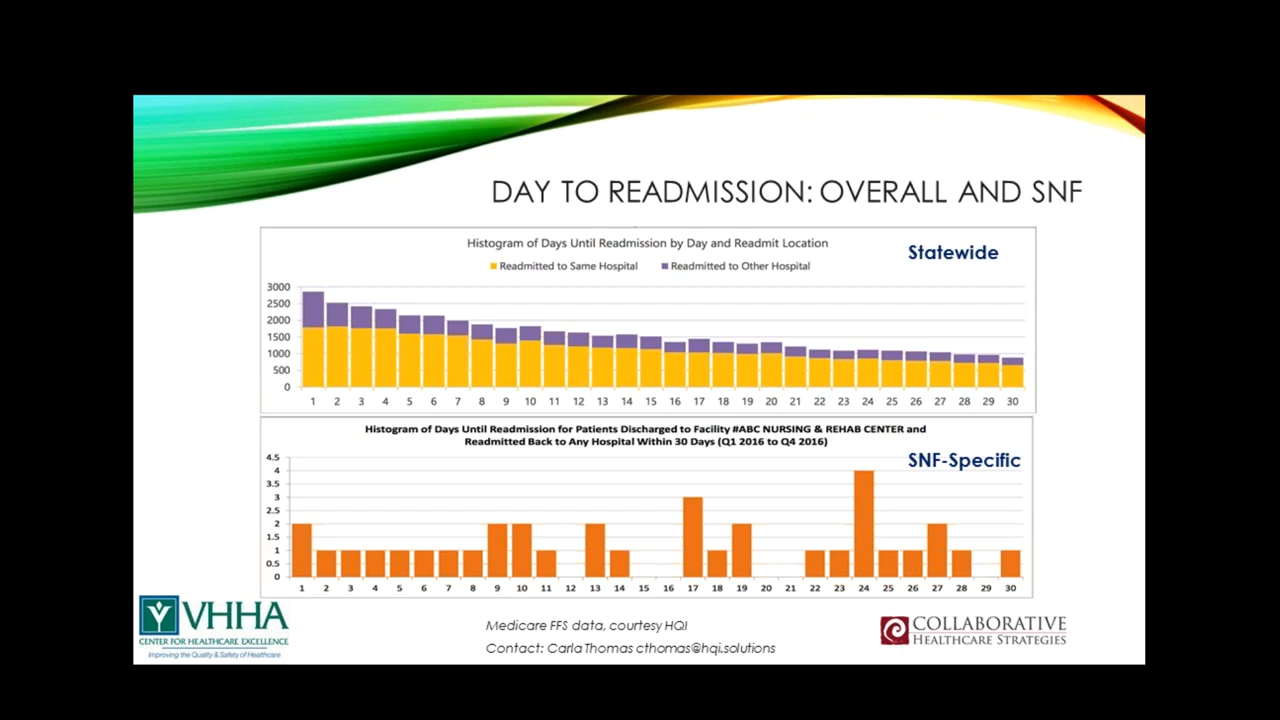 DAY TO READMISSION: OVERALL AND SNF
Histogram of Days Until Readmission by Day and Readmit Location
Statewide
Readmitted to Same Hospital Readmitted to Other Hospital
3000
2500
2000
1500
1000
500
0
1 2 3 4 5 6 7 8 9 10 11 12 13 14 15 16 17 18 19 20 21 22 23 24 25 26 27 28 29 30
Histogram of Days Until Readmission for Patients Discharged to Facility #ABC NURSING & REHAB CENTER and
Readmitted Back to Any Hospital Within 30 Days (Q1 2016 to Q4 2016)
SNF-Specific
4.5
4
3.5
3
2.5
2
1.5
1
0.5
0
1 2 3 4 5 6 7 8 9 10 11 12 13 14 15 16 17 18 19 20 21 22 23 24 25 26 27 28 29 30
VHHA
CENTER FOR HEALTHCARE EXCELLENCE
Improving the Quality & Safety of Healthcare
Medicare FFS data, courtesy HQI
Contact: Carla Thomas cthomas@hqi.solutions
COLLABORATIVE
HEALTHCARE STRATEGIES